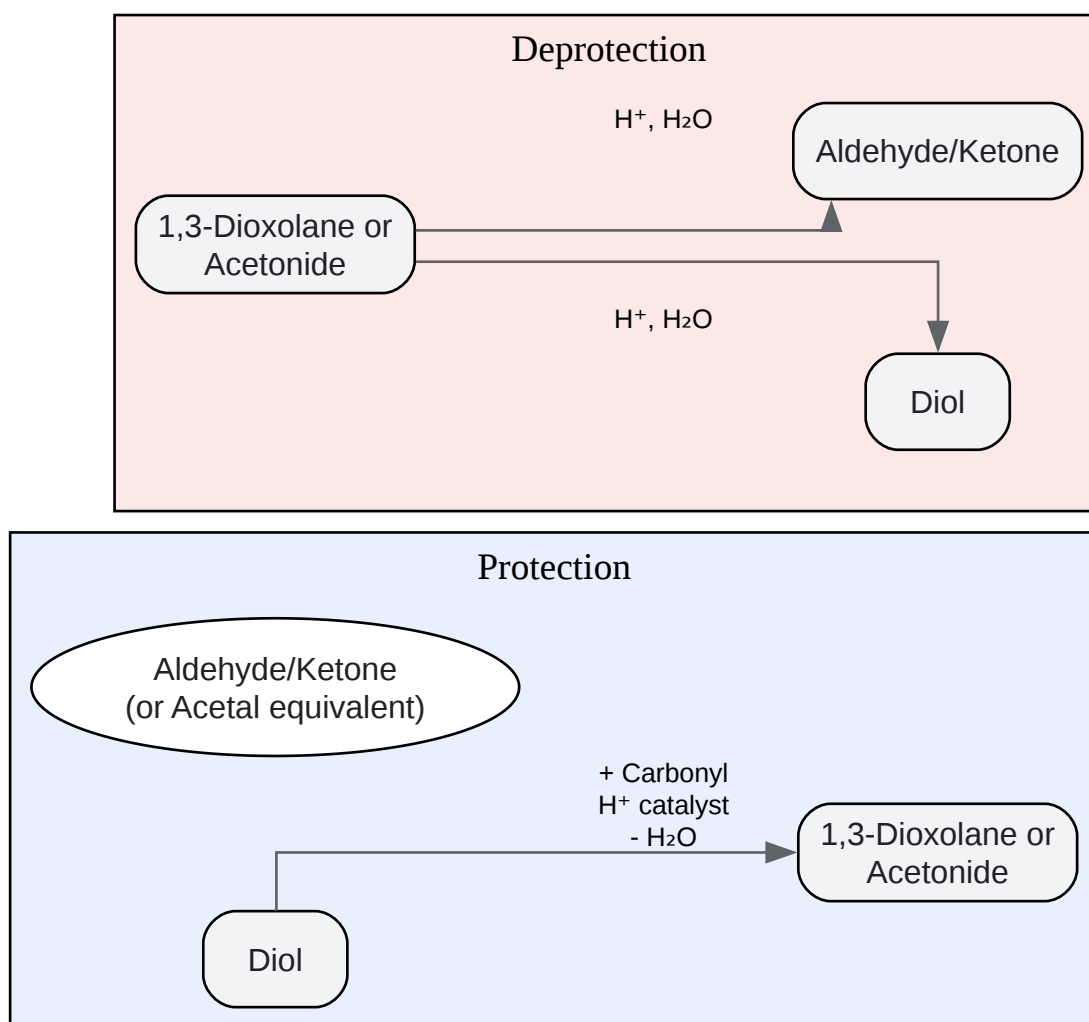 Deprotection
H⁺, H₂O
Aldehyde/Ketone
1,3-Dioxolane or
Acetonide
H⁺, H₂O
Diol
Protection
Aldehyde/Ketone
(or Acetal equivalent)
+ Carbonyl
H⁺ catalyst
- H₂O
1,3-Dioxolane or
Acetonide
Diol